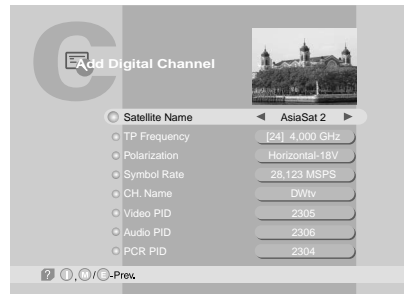 C
Add Digital Channel
Satellite Name ◀ AsiaSat 2 ▶
TP Frequency [24] 4,000 GHz
Polarization Horizontal-18V
Symbol Rate 28,123 MSPS
CH. Name DWtv
Video PID 2305
Audio PID 2306
PCR PID 2304
? I, M / E -Prev.